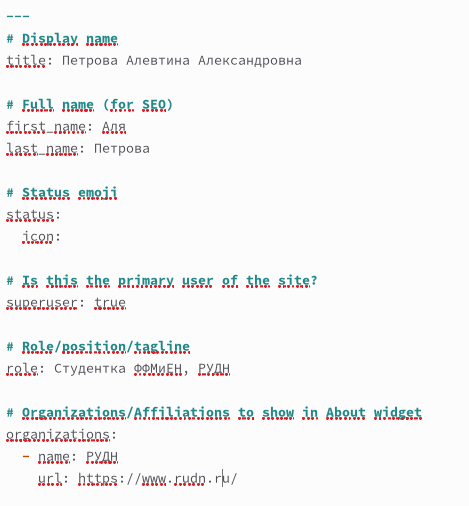 ---
# Display name
title: Петрова Алевтина Александровна
# Full name (for SEO)
first_name: Аля
last_name: Петрова
# Status emoji
status:
icon:
# Is this the primary user of the site?
superuser: true
# Role/position/tagline
role: Студентка ФФМиЕН, РУДН
# Organizations/Affiliations to show in About widget
organizations:
- name: РУДН
url: https://www.rudn.ru/